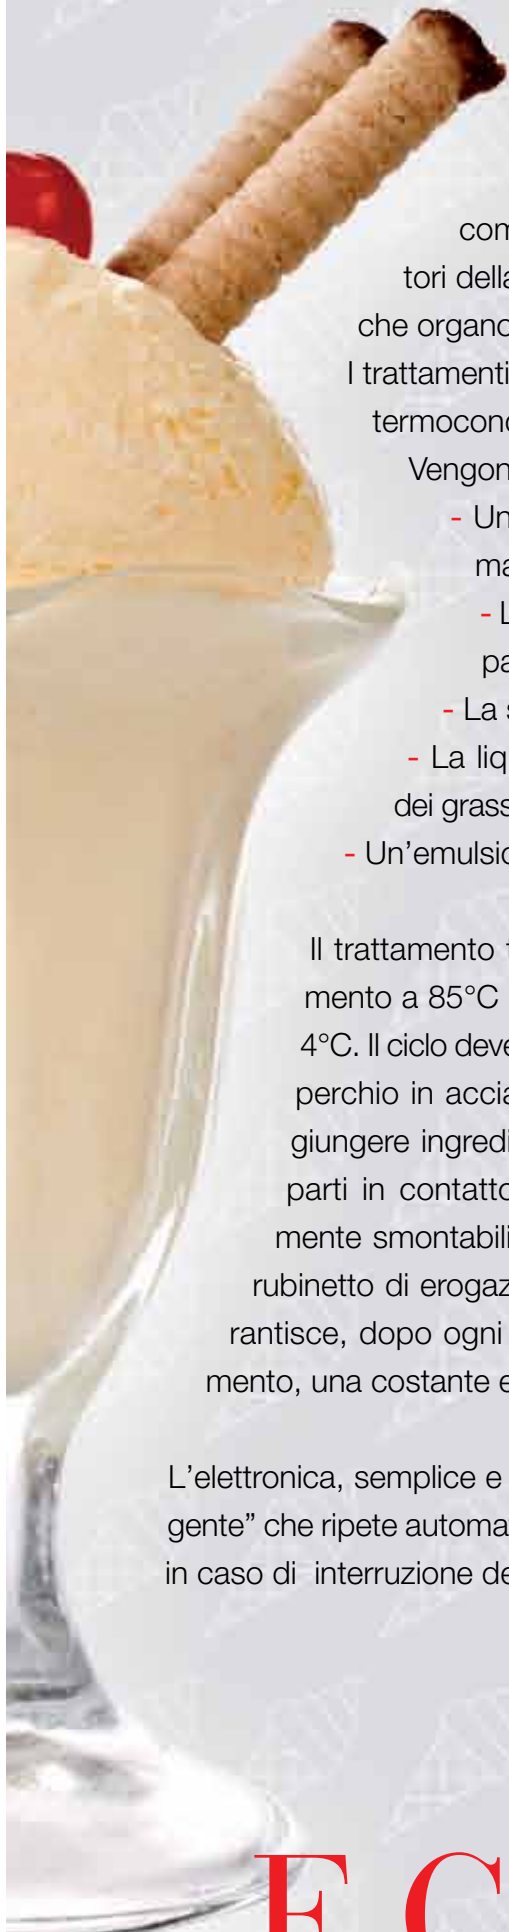 com
tori della
che organo
I trattamenti
termocond
Vengon
- Un
ma
- L
pa
- La s
- La liq
dei grass
- Un’emulsio
Il trattamento t
mento a 85°C
4°C. Il ciclo deve
perchio in accia
giungere ingredi
parti in contatto
mente smontabili
rubinetto di erogaz
rantisce, dopo ogni
mento, una costante e
L’elettronica, semplice e
gente” che ripete automa
in caso di interruzione de